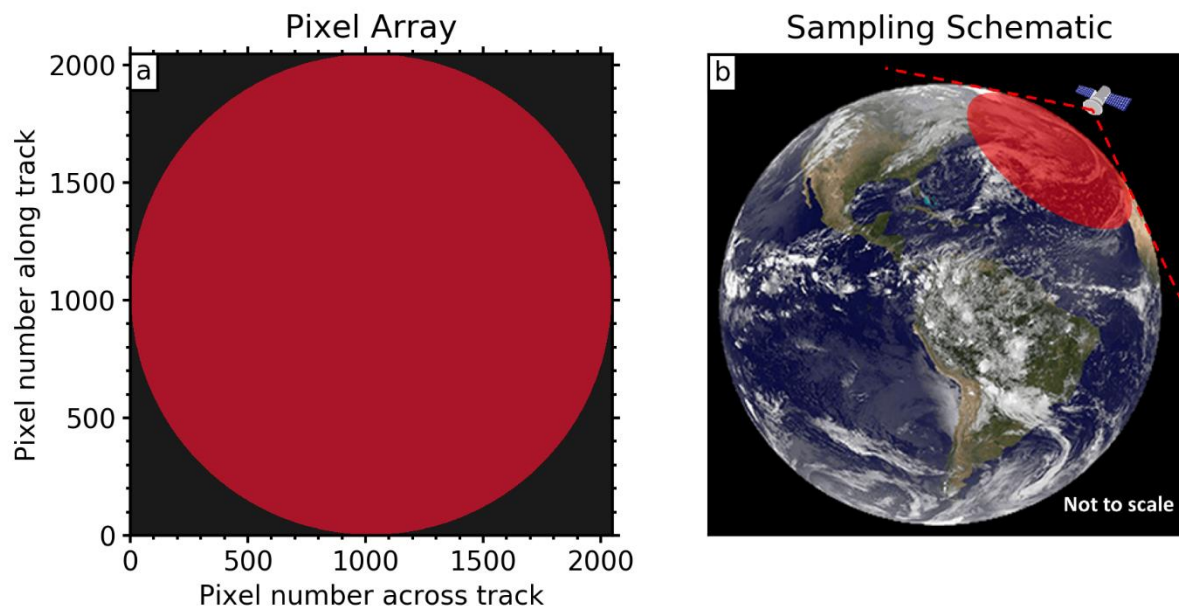 Pixel Array
a
Pixel number along track
2000
1500
1000
500
0
0 500 1000 1500 2000
Pixel number across track
Sampling Schematic
b
Not to scale